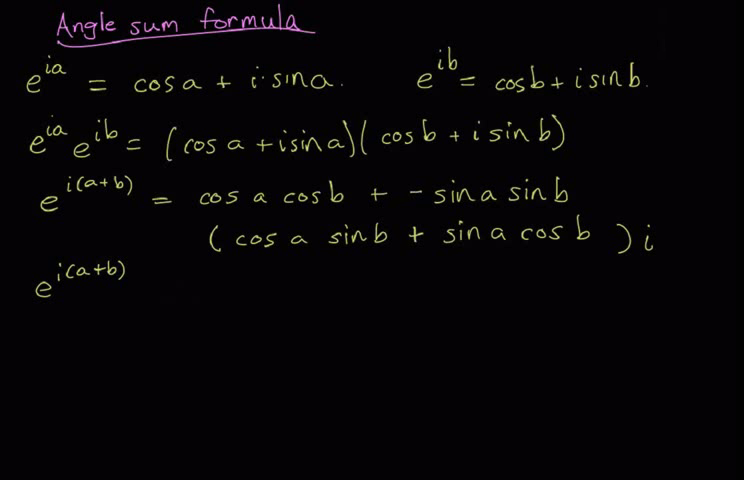 Angle sum formula
e^{ia} = cos a + i·sin a. e^{ib} = cos b + i sin b.
e^{ia} e^{ib} = (cos a + i sin a)(cos b + i sin b)
e^{i(a+b)} = cos a cos b + - sin a sin b
(cos a sin b + sin a cos b) i
e^{i(a+b)}